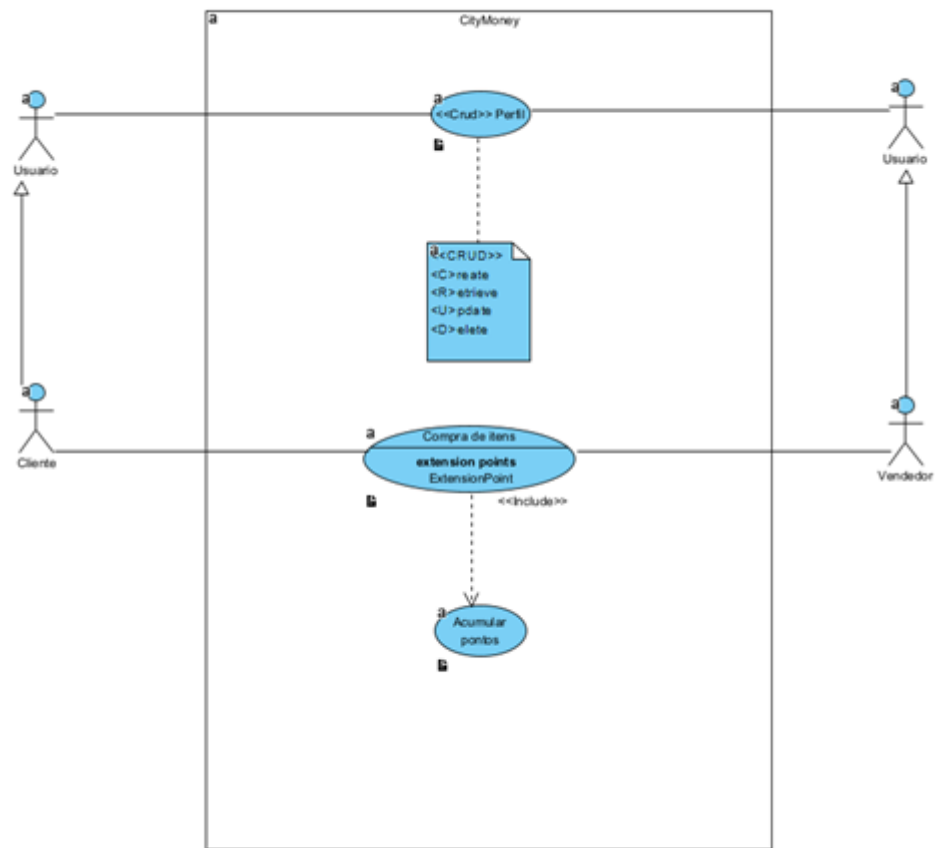 a
CityMoney
a
Usuario
a
<<Crud>> Perfil
a
Usuario
a
<<CRUD>>
<C>reate
<R>etrieve
<U>pdate
<D>elete
a
Cliente
a
Compra de itens
extension points
ExtensionPoint
<<Include>>
a
Vendedor
a
Acumular
pontos